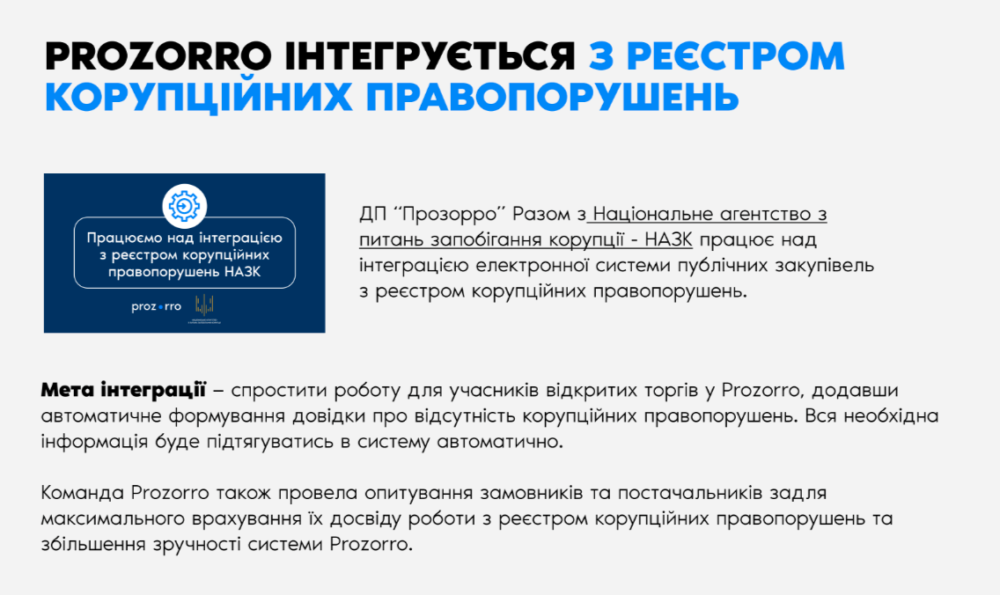 PROZORRO ІНТЕГРУЄТЬСЯ З РЕЄСТРОМ
КОРУПЦІЙНИХ ПРАВОПОРУШЕНЬ
Працюємо над інтеграцією
з реєстром корупційних
правопорушень НАЗК
prozorro
ДП “Прозорро” Разом з Національне агентство з
питань запобігання корупції - НАЗК працює над
інтеграцією електронної системи публічних закупівель
з реєстром корупційних правопорушень.
Мета інтеграції – спростити роботу для учасників відкритих торгів у Prozorro, додавши
автоматичне формування довідки про відсутність корупційних правопорушень. Вся необхідна
інформація буде підтягуватись в систему автоматично.
Команда Prozorro також провела опитування замовників та постачальників задля
максимального врахування їх досвіду роботи з реєстром корупційних правопорушень та
збільшення зручності системи Prozorro.